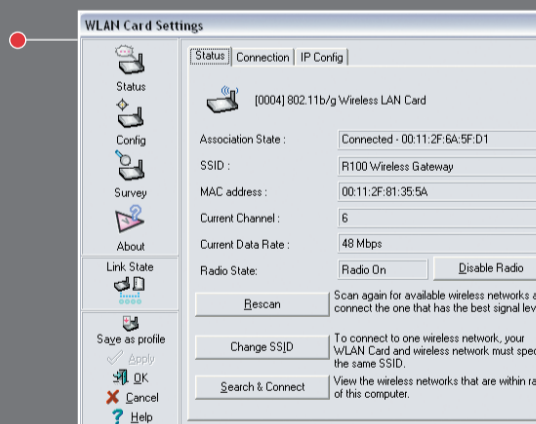 WLAN Card Settings
Status
Config
Survey
About
Link State
Save as profile
Apply
OK
Cancel
Help
Status Connection IP Config
[0004] 802.11b/g Wireless LAN Card
Association State : Connected - 00:11:2F:6A:5F:D1
SSID : R100 Wireless Gateway
MAC address : 00:11:2F:81:35:5A
Current Channel : 6
Current Data Rate : 48 Mbps
Radio State: Radio On Disable Radio
Rescan
Scan again for available wireless networks
connect the one that has the best signal
Change SSID
To connect to one wireless network, your
WLAN Card and wireless network must
the same SSID.
Search & Connect
View the wireless networks that are within
of this computer.